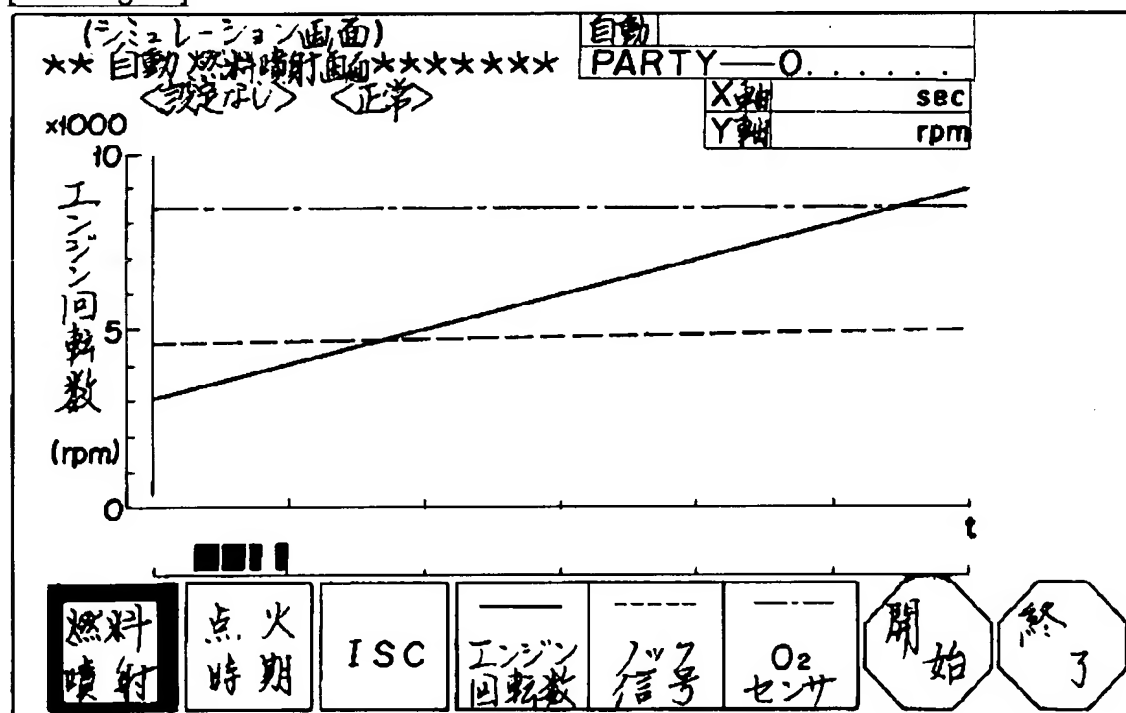 (シミュレーション画面)
** 自動燃料噴射画面*******
<設定なし> <正常>
自動
PARTY—0......
X軸 sec
Y軸 rpm
×1000
10
5
0
エンジン回転数
(rpm)
t
燃料
噴射
点火
時期
ISC
エンジン
回転数
ノック
信号
O₂
センサ
開始
終了